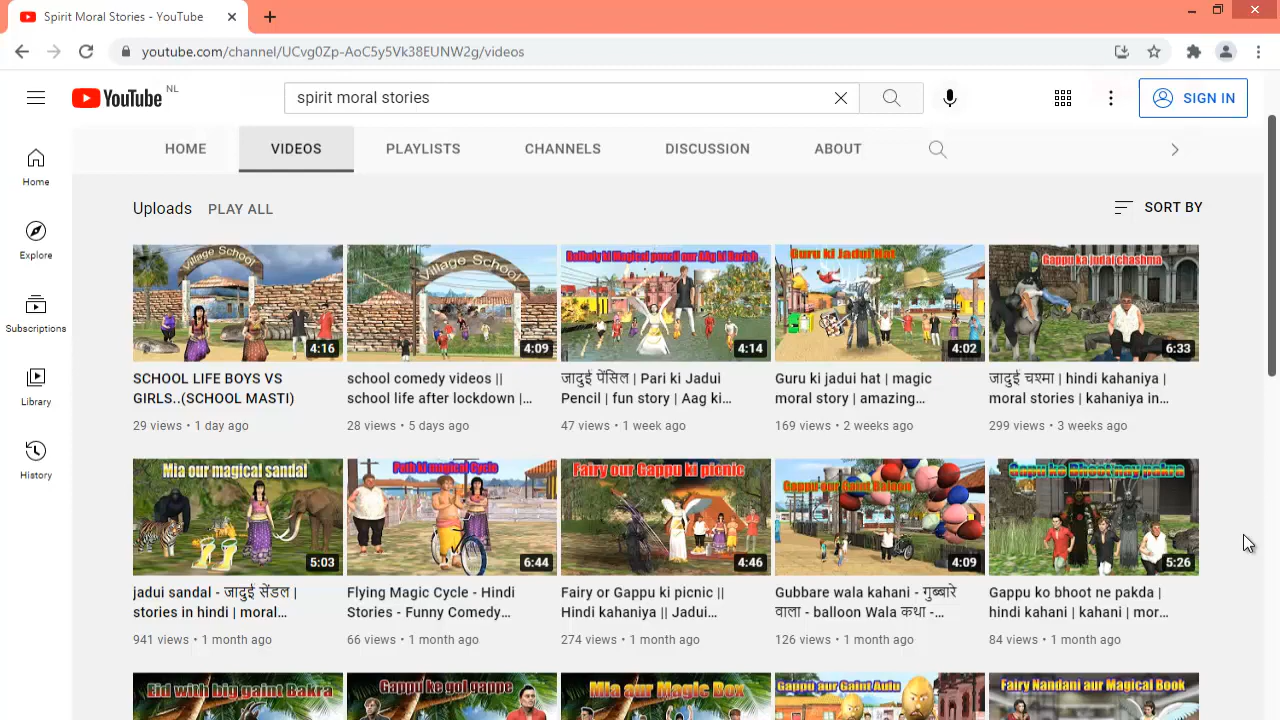 Spirit Moral Stories - YouTube
youtube.com/channel/UCvg0Zp-AoC5y5Vk38EUNW2g/videos
YouTube NL
spirit moral stories
SIGN IN
HOME VIDEOS PLAYLISTS CHANNELS DISCUSSION ABOUT
Home
Explore
Subscriptions
Library
History
Uploads PLAY ALL
SORT BY
Village School
4:16
SCHOOL LIFE BOYS VS
GIRLS..(SCHOOL MASTI)
29 views • 1 day ago
Village School
4:09
school comedy videos ||
school life after lockdown |...
28 views • 5 days ago
4:14
जादुई पेंसिल | Pari ki Jadui
Pencil | fun story | Aag ki...
47 views • 1 week ago
Guru ki Jadui Hat
4:02
Guru ki jadui hat | magic
moral story | amazing...
169 views • 2 weeks ago
Gappu ka judai chashma
6:33
जादुई चश्मा | hindi kahaniya |
moral stories | kahaniya in...
299 views • 3 weeks ago
Mia our magical sandal
5:03
jadui sandal - जादुई सेंडल |
stories in hindi | moral...
941 views • 1 month ago
6:44
Flying Magic Cycle - Hindi
Stories - Funny Comedy...
66 views • 1 month ago
Fairy our Gappu ki picnic
4:46
Fairy or Gappu ki picnic ||
Hindi kahaniya || Jadui...
274 views • 1 month ago
4:09
Gubbare wala kahani - गुब्बारे
वाला - balloon Wala कथा -...
126 views • 1 month ago
5:26
Gappu ko bhoot ne pakda |
hindi kahani | kahani | mor...
84 views • 1 month ago
Eid with big gaint Bakra
Gappu ke gol gappe
Mia aur Magic Box
Gappu aur Gaint Aulu
Fairy Nandani aur Magical Book